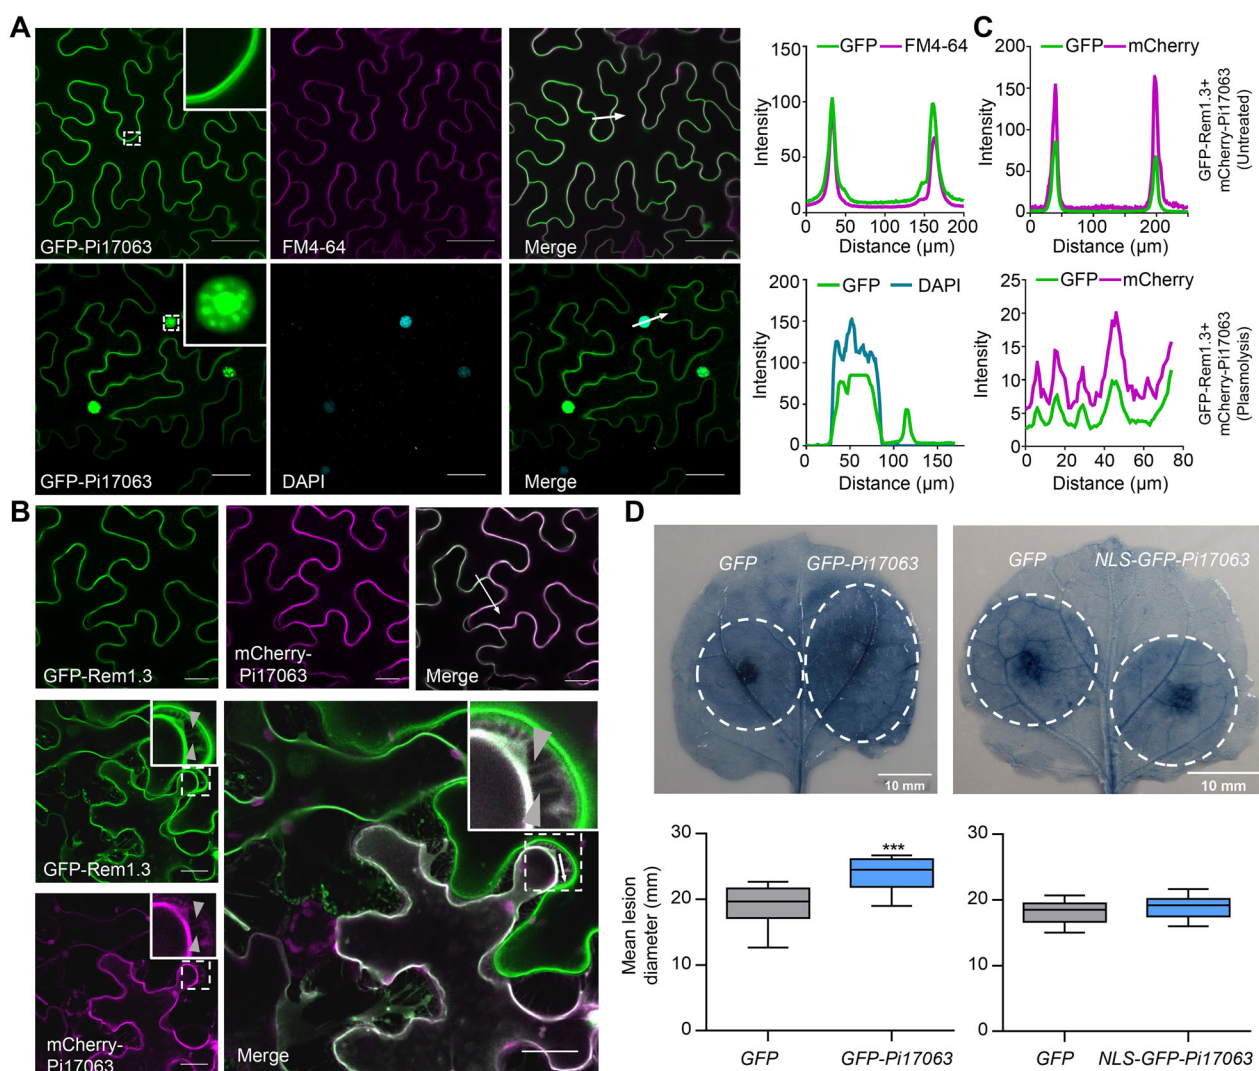 A
GFP-Pi17063
FM4-64
Merge
GFP-Pi17063
DAPI
Merge
GFP FM4-64
150
100
50
0
Intensity
0 50 100 150 200
Distance (µm)
GFP DAPI
200
150
100
50
0
Intensity
0 50 100 150
Distance (µm)
C
GFP mCherry
200
150
100
50
0
Intensity
0 100 200
Distance (µm)
GFP-Rem1.3+
mCherry-Pi17063
(Untreated)
GFP mCherry
25
20
15
10
5
0
Intensity
0 20 40 60 80
Distance (µm)
GFP-Rem1.3+
mCherry-Pi17063
(Plasmolysis)
B
GFP-Rem1.3
mCherry-
Pi17063
Merge
GFP-Rem1.3
mCherry-
Pi17063
Merge
D
GFP
GFP-Pi17063
10 mm
GFP
NLS-GFP-Pi17063
10 mm
30
20
10
0
Mean lesion
diameter (mm)
***
GFP
GFP-Pi17063
30
20
10
0
GFP
NLS-GFP-Pi17063